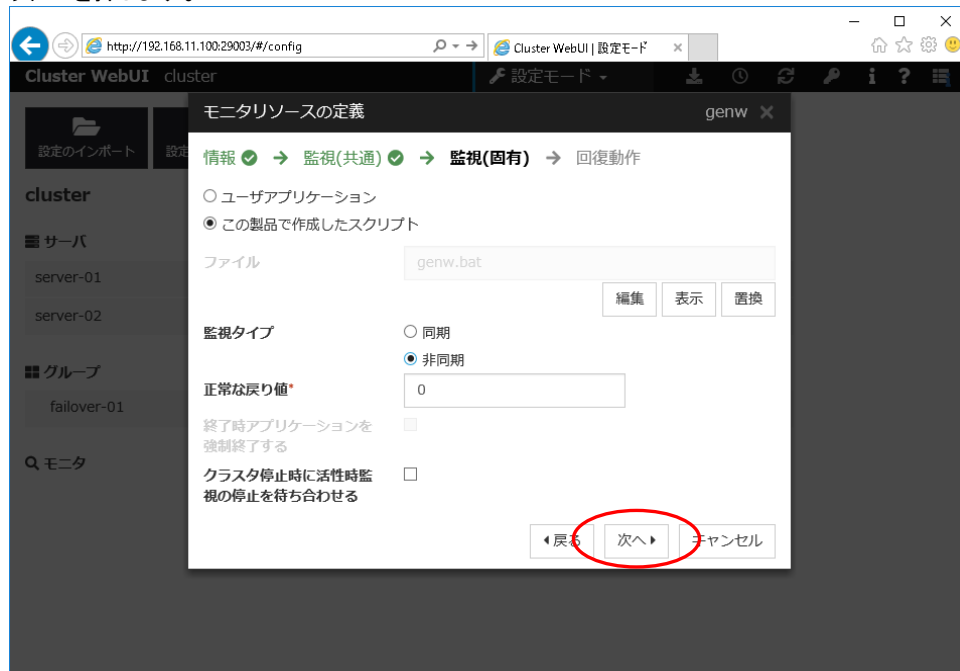 http://192.168.11.100:29003/#/config
Cluster WebUI | 設定モード
Cluster WebUI cluster
設定モード
設定のインポート
設定
モニタリソースの定義
genw
情報 → 監視(共通) → 監視(固有) → 回復動作
cluster
ユーザアプリケーション
この製品で作成したスクリプト
サーバ
ファイル
genw.bat
server-01
編集
表示
置換
server-02
監視タイプ
同期
非同期
グループ
正常な戻り値*
0
failover-01
終了時アプリケーションを
強制終了する
モニタ
クラスタ停止時に活性時監
視の停止を待ち合わせる
戻る
次へ
キャンセル